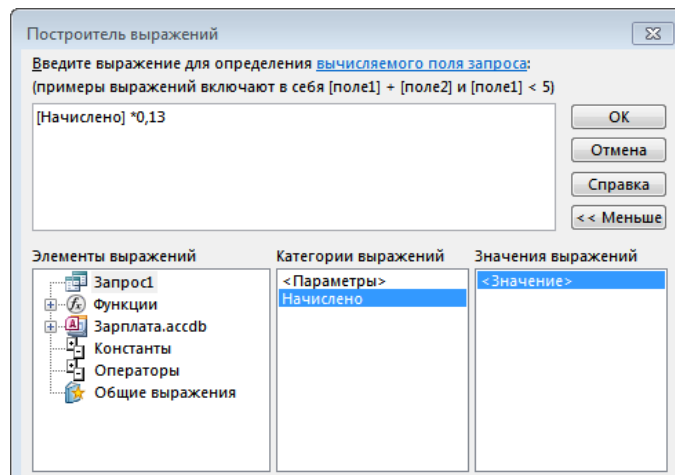 Построитель выражений
Введите выражение для определения вычисляемого поля запроса:
(примеры выражений включают в себя [поле1] + [поле2] и [поле1] < 5)
[Начислено] *0,13
ОК
Отмена
Справка
<< Меньше
Элементы выражений
Категории выражений
Значения выражений
Запрос1
Функции
Зарплата.accdb
Константы
Операторы
Общие выражения
<Параметры>
Начислено
<Значение>